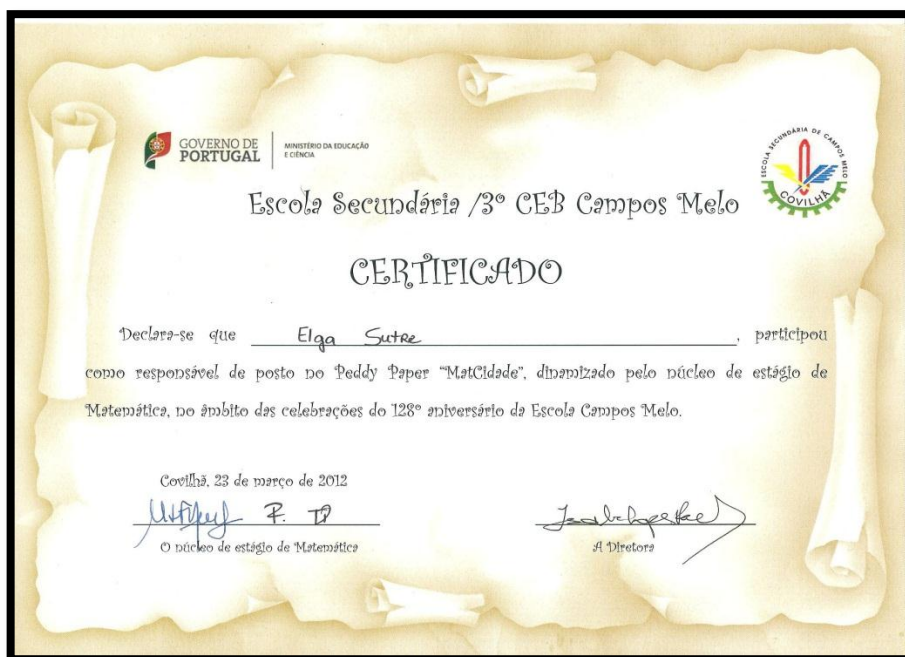 GOVERNO DE
PORTUGAL
MINISTÉRIO DA EDUCAÇÃO
E CIÊNCIA
ESCOLA SECUNDÁRIA DE CAMPOS MELO
COVILHÃ
Escola Secundária /3º CEB Campos Melo
CERTIFICADO
Declara-se que Elga Sutre, participou
como responsável de posto no Peddy Paper "MatCidade", dinamizado pelo núcleo de estágio de
Matemática, no âmbito das celebrações do 128º aniversário da Escola Campos Melo.
Covilhã, 23 de março de 2012
O núcleo de estágio de Matemática
A Diretora